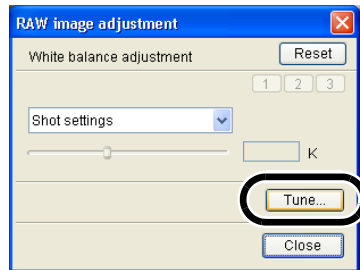 RAW image adjustment
White balance adjustment Reset
1 2 3
Shot settings
K
Tune...
Close